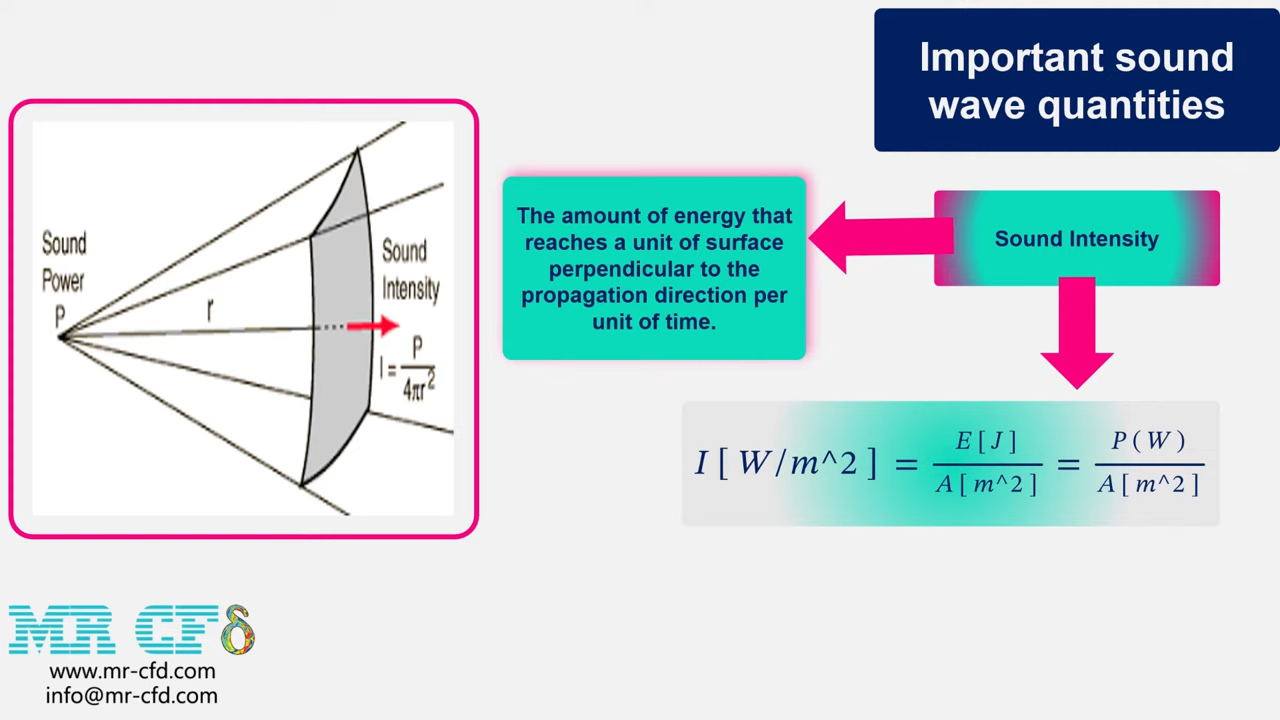 Important sound
wave quantities
Sound
Power
P
r
Sound
Intensity
I = P/4πr²
The amount of energy that
reaches a unit of surface
perpendicular to the
propagation direction per
unit of time.
Sound Intensity
I [ W/m^2 ] = E [ J ] / A [ m^2 ] = P ( W ) / A [ m^2 ]
MR CFδ
www.mr-cfd.com
info@mr-cfd.com